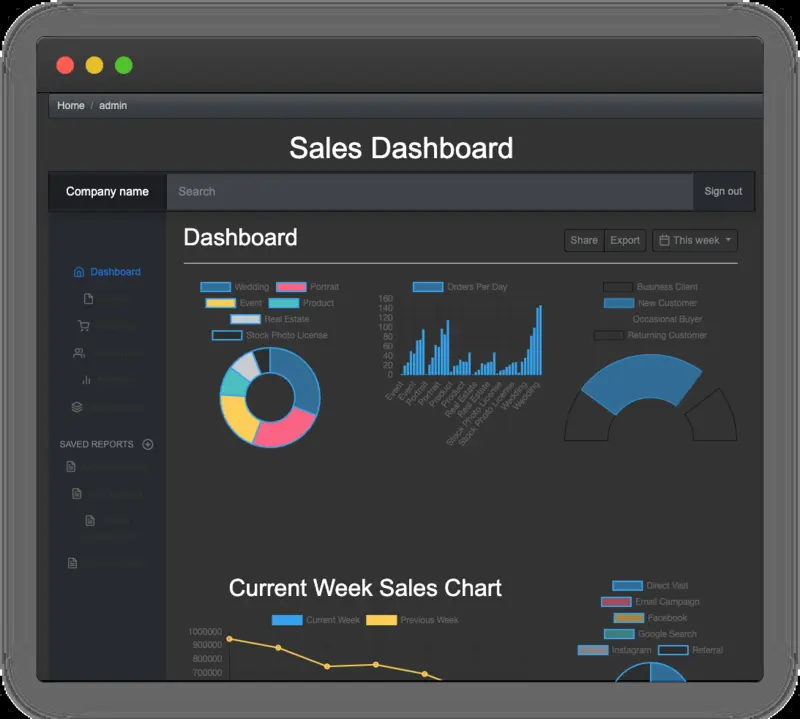 Home / admin
Sales Dashboard
Company name
Search
Sign out
Dashboard
Dashboard
Share
Export
This week
SAVED REPORTS
Wedding
Portrait
Event
Product
Real Estate
Stock Photo License
Orders Per Day
160
140
120
100
80
60
40
20
0
Event
Event
Portrait
Portrait
Product
Product
Real Estate
Real Estate
Stock Photo License
Stock Photo License
Wedding
Wedding
Business Client
New Customer
Occasional Buyer
Returning Customer
Current Week Sales Chart
Current Week
Previous Week
1000000
900000
800000
700000
Direct Visit
Email Campaign
Facebook
Google Search
Instagram
Referral